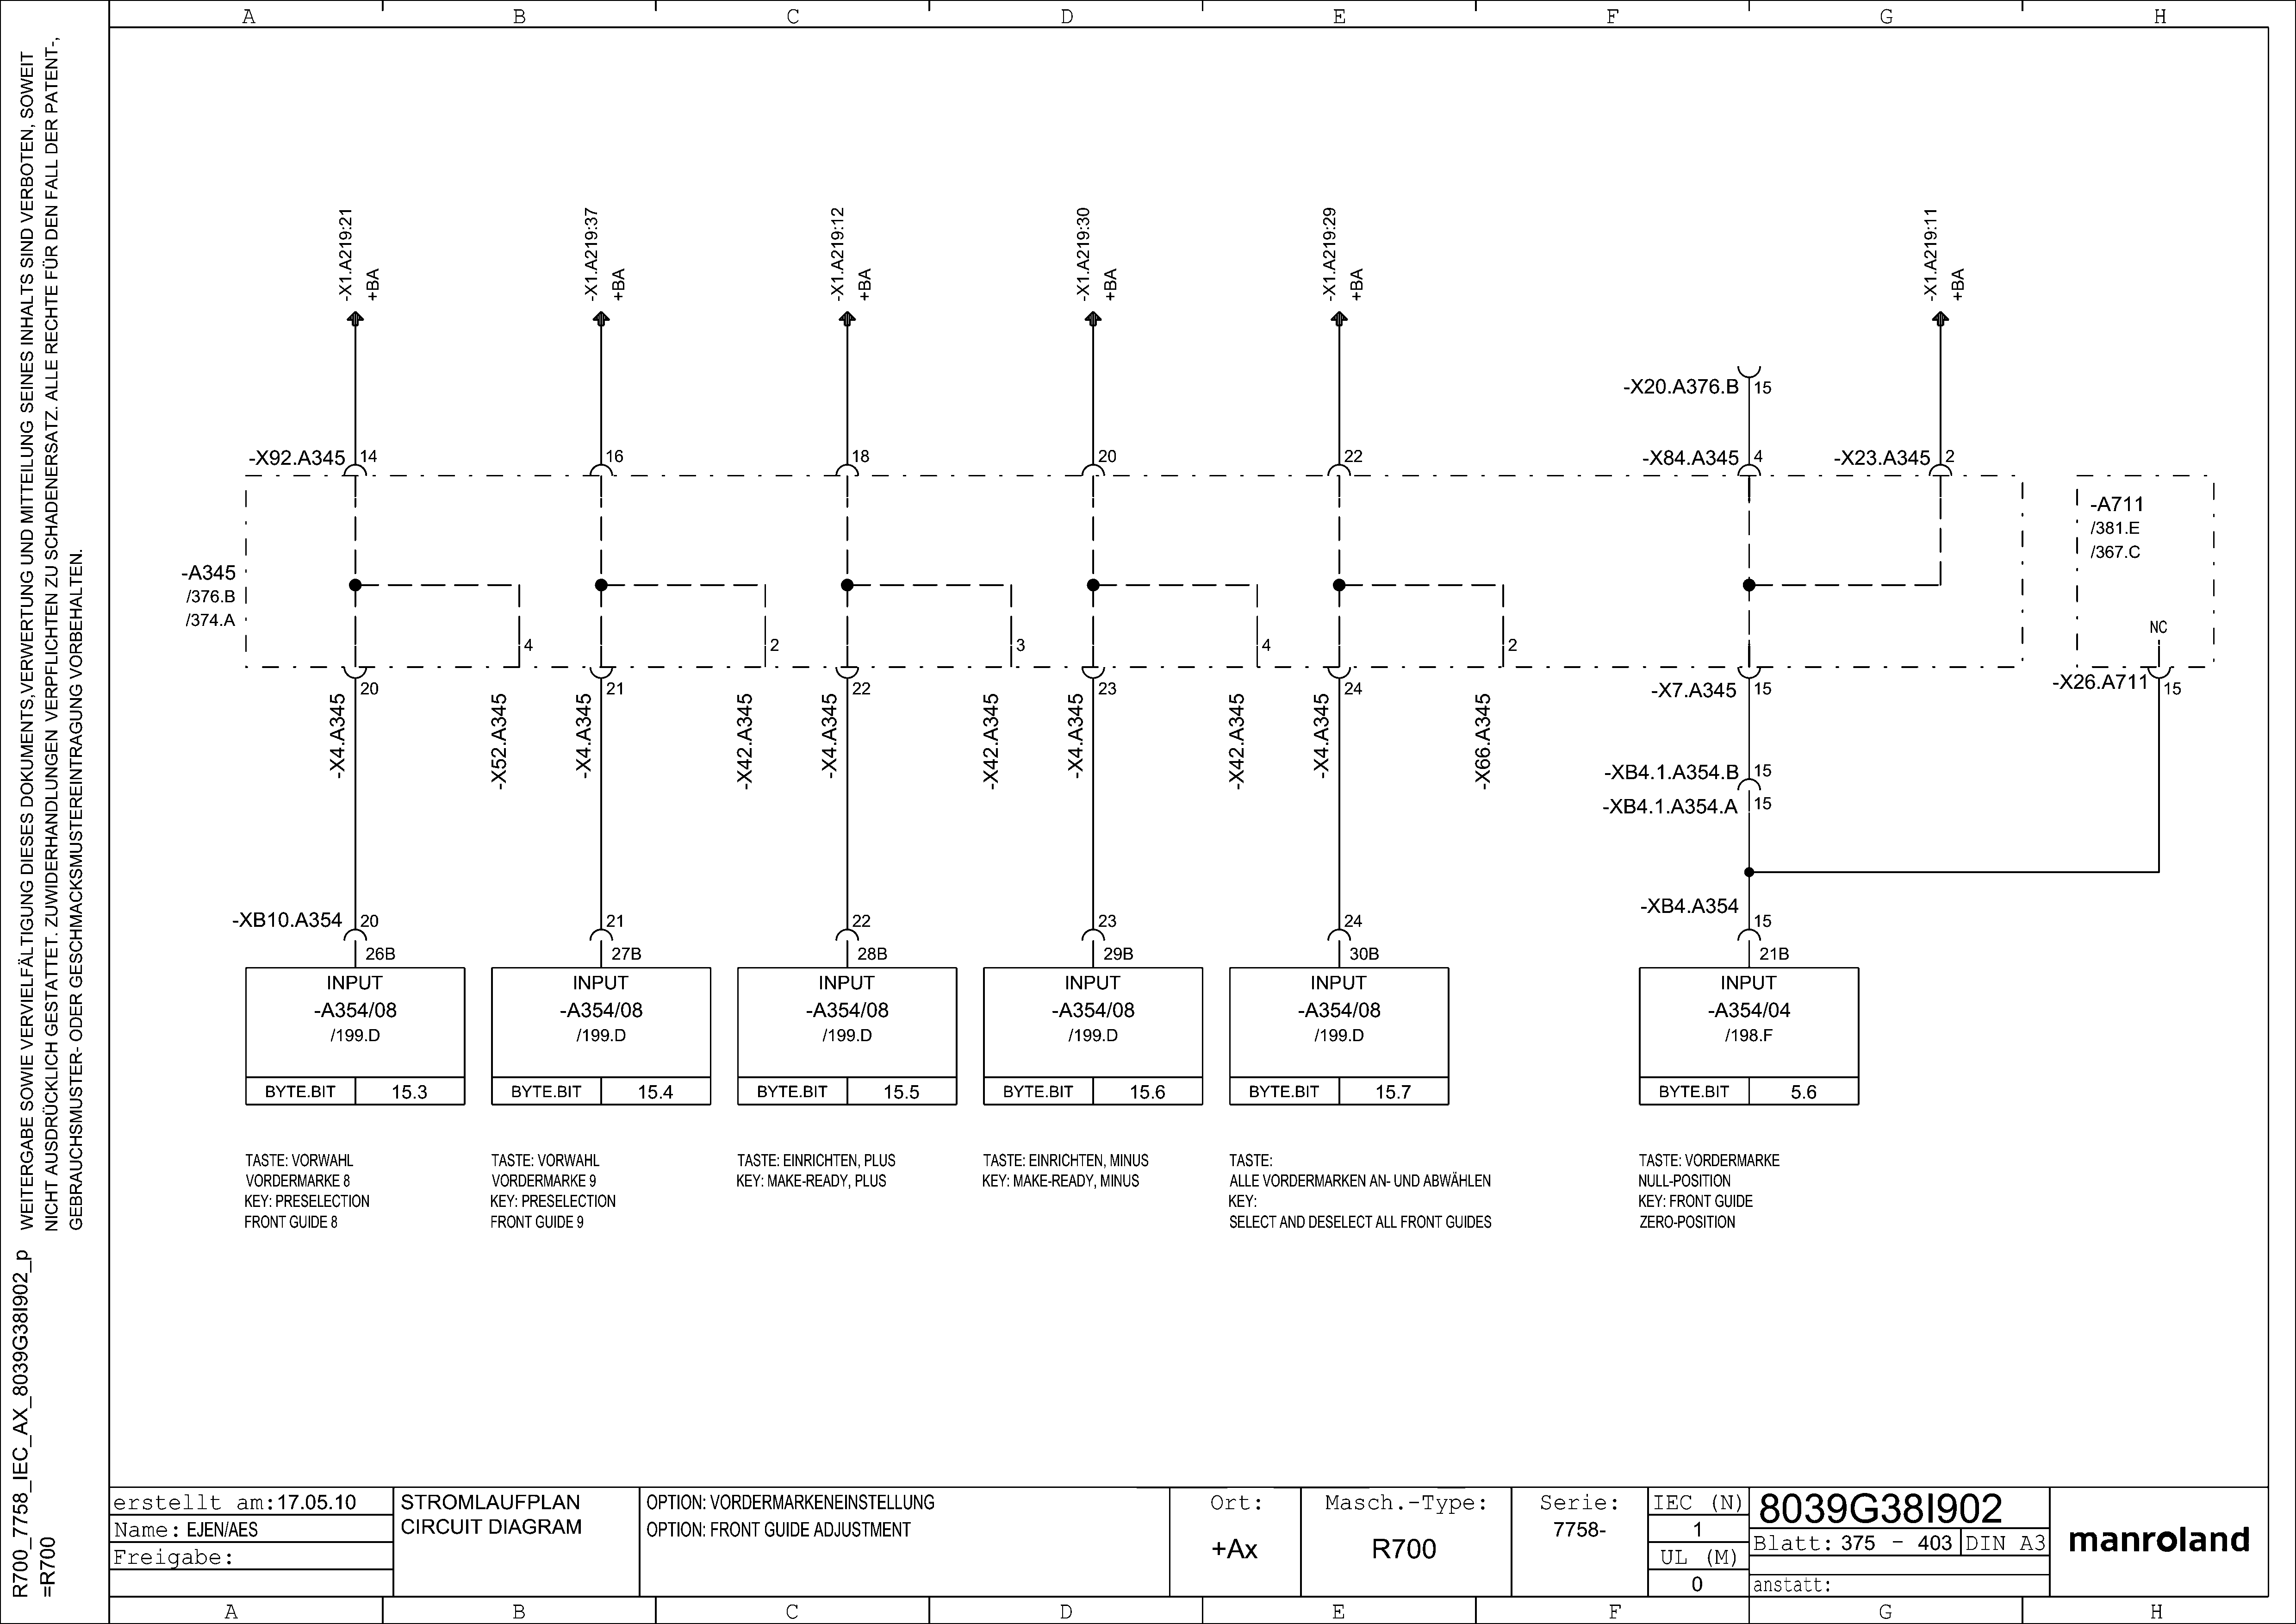 A B C D E F G H
WEITERGABE SOWIE VERVIELFÄLTIGUNG DIESES DOKUMENTS,VERWERTUNG UND MITTEILUNG SEINES INHALTS SIND VERBOTEN, SOWEIT
NICHT AUSDRÜCKLICH GESTATTET. ZUWIDERHANDLUNGEN VERPFLICHTEN ZU SCHADENERSATZ. ALLE RECHTE FÜR DEN FALL DER PATENT-,
GEBRAUCHSMUSTER- ODER GESCHMACKSMUSTEREINTRAGUNG VORBEHALTEN.
R700_7758_IEC_AX_8039G38I902_p
=R700
-X1.A219:21
+BA
-X1.A219:37
+BA
-X1.A219:12
+BA
-X1.A219:30
+BA
-X1.A219:29
+BA
-X1.A219:11
+BA
-X20.A376.B 15
-X92.A345 14 16 18 20 22 -X84.A345 4 -X23.A345 2
-A345
/376.B
/374.A
-A711
/381.E
/367.C
NC
4 2 3 4 2
20 21 22 23 24 -X7.A345 15 -X26.A711 15
-X4.A345
-X52.A345
-X4.A345
-X42.A345
-X4.A345
-X42.A345
-X4.A345
-X42.A345
-X4.A345
-X66.A345
-XB4.1.A354.B 15
-XB4.1.A354.A 15
-XB10.A354 20 21 22 23 24 -XB4.A354 15
26B 27B 28B 29B 30B 21B
INPUT
-A354/08
/199.D
BYTE.BIT 15.3
INPUT
-A354/08
/199.D
BYTE.BIT 15.4
INPUT
-A354/08
/199.D
BYTE.BIT 15.5
INPUT
-A354/08
/199.D
BYTE.BIT 15.6
INPUT
-A354/08
/199.D
BYTE.BIT 15.7
INPUT
-A354/04
/198.F
BYTE.BIT 5.6
TASTE: VORWAHL
VORDERMARKE 8
KEY: PRESELECTION
FRONT GUIDE 8
TASTE: VORWAHL
VORDERMARKE 9
KEY: PRESELECTION
FRONT GUIDE 9
TASTE: EINRICHTEN, PLUS
KEY: MAKE-READY, PLUS
TASTE: EINRICHTEN, MINUS
KEY: MAKE-READY, MINUS
TASTE:
ALLE VORDERMARKEN AN- UND ABWÄHLEN
KEY:
SELECT AND DESELECT ALL FRONT GUIDES
TASTE: VORDERMARKE
NULL-POSITION
KEY: FRONT GUIDE
ZERO-POSITION
erstellt am:17.05.10
Name: EJEN/AES
Freigabe:
STROMLAUFPLAN
CIRCUIT DIAGRAM
OPTION: VORDERMARKENEINSTELLUNG
OPTION: FRONT GUIDE ADJUSTMENT
Ort:
+Ax
Masch.-Type:
R700
Serie:
7758-
IEC (N)
1
UL (M)
0
8039G38I902
Blatt: 375 - 403 DIN A3
anstatt:
manroland
A B C D E F G H